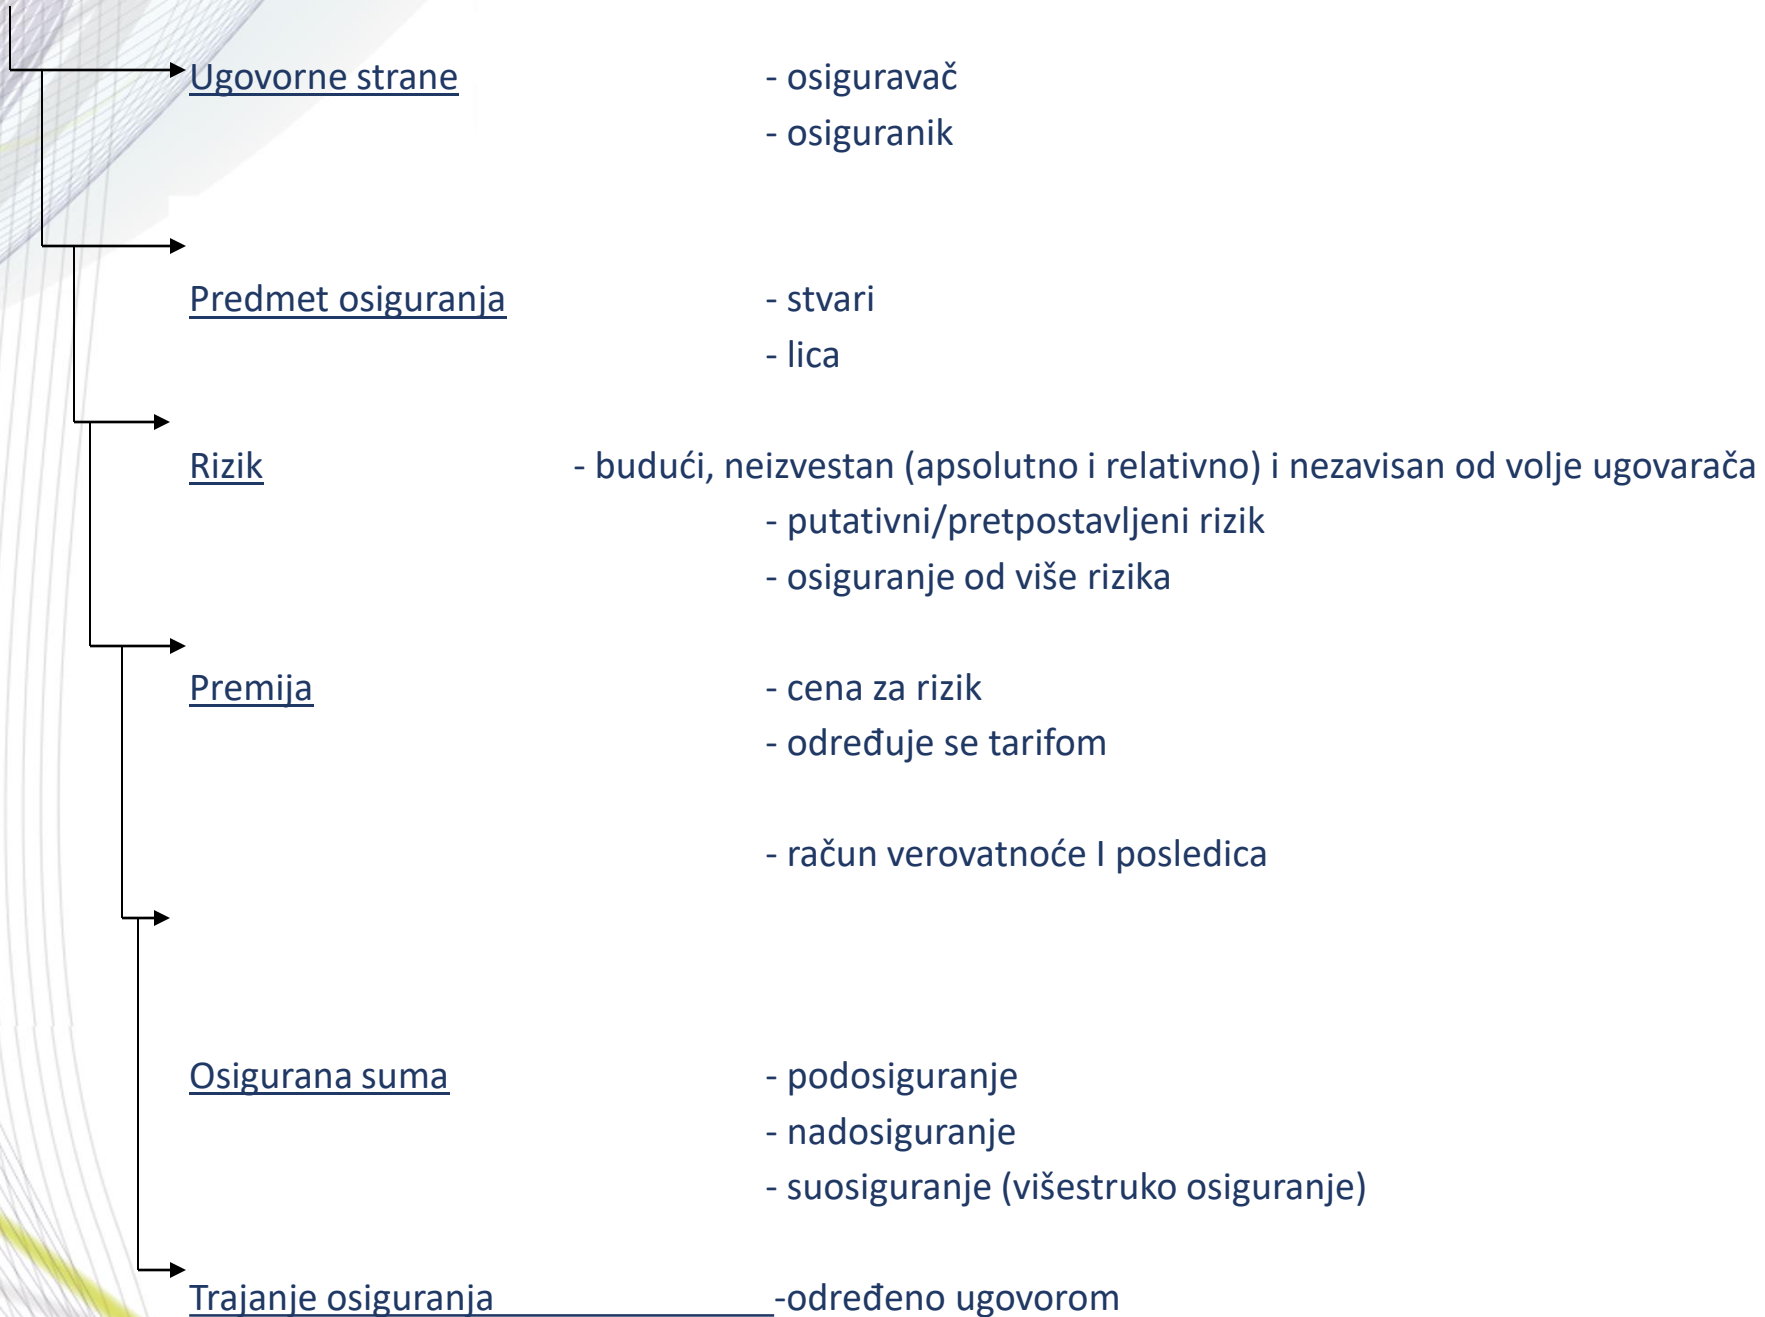 Ugovorne strane - osiguravač
- osiguranik
Predmet osiguranja - stvari
- lica
Rizik - budući, neizvestan (apsolutno i relativno) i nezavisan od volje ugovarača
- putativni/pretpostavljeni rizik
- osiguranje od više rizika
Premija - cena za rizik
- određuje se tarifom
- račun verovatnoće I posledica
Osigurana suma - podosiguranje
- nadosiguranje
- suosiguranje (višestruko osiguranje)
Trajanje osiguranja -određeno ugovorom